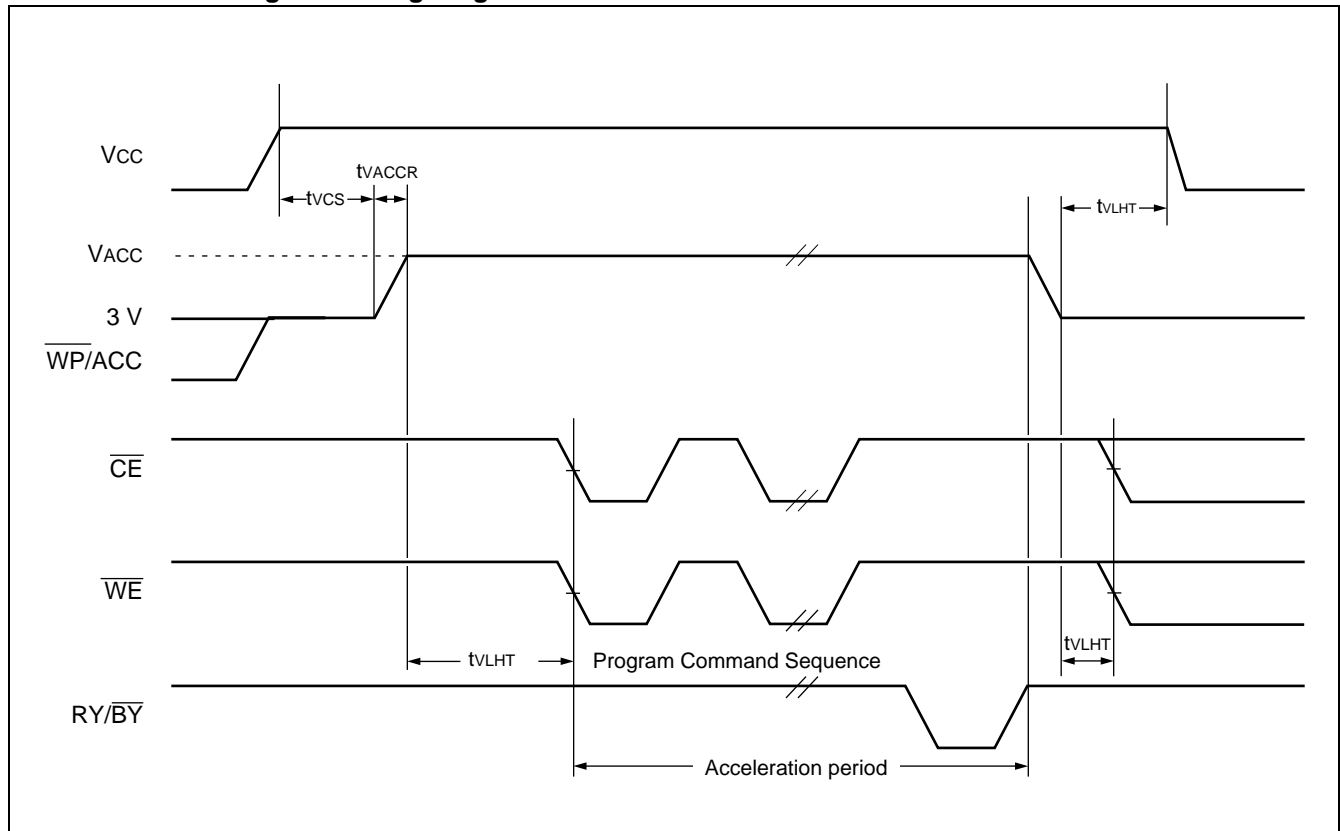 VCC
tVACCR
tVCS
tVLHT
VACC
3 V
WP/ACC
CE
WE
tVLHT
Program Command Sequence
tVLHT
RY/BY
Acceleration period